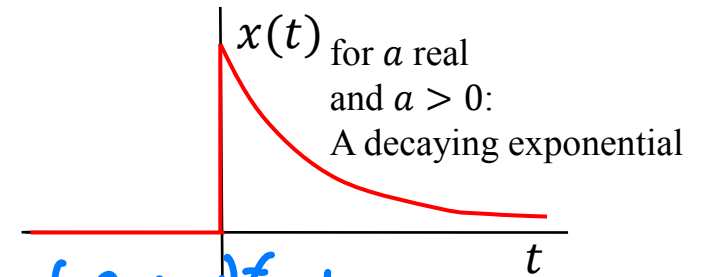 x(t) for a real
and a > 0:
A decaying exponential
t